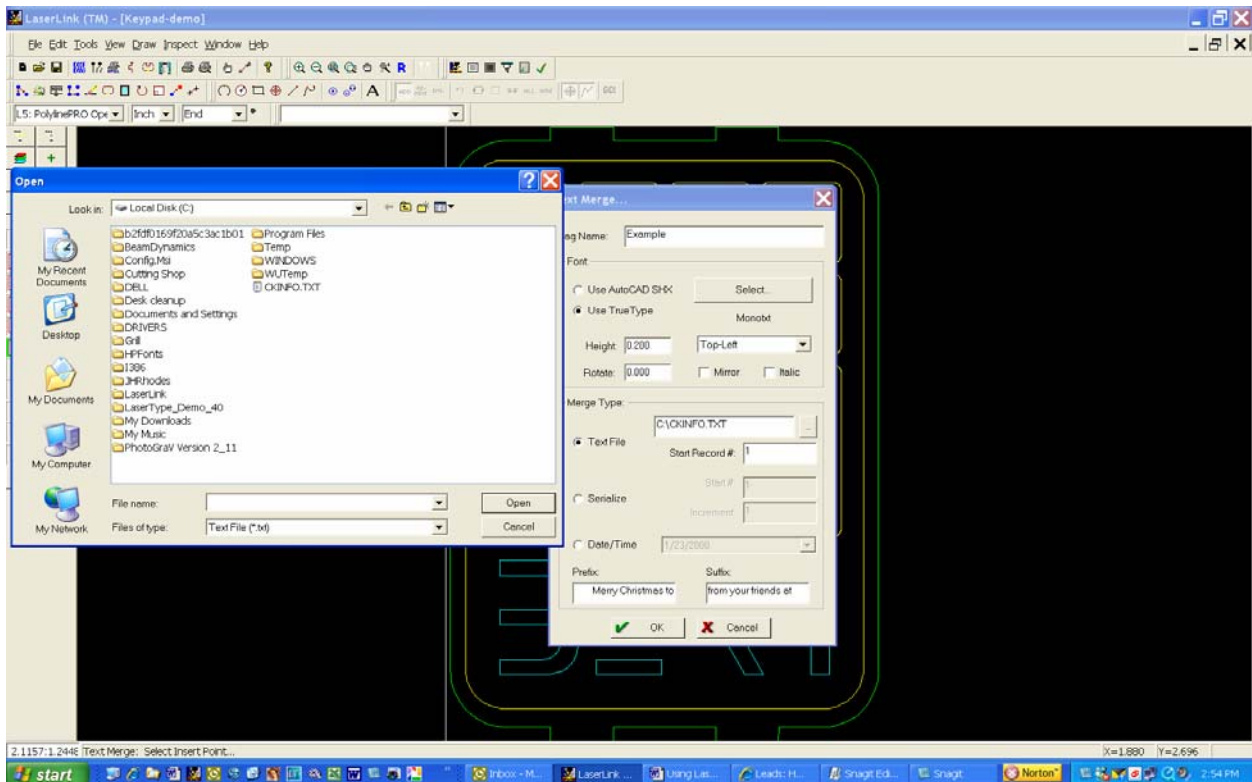 LaserLink (TM) - [Keypad-demo]
File Edit Tools View Draw Inspect Window Help
L5: PolylinePRO Ope Inch End
Open
Look in: Local Disk (C:)
b2fdf0169f20a5c3ac1b01 Program Files
BeamDynamics Temp
Config.Msi WINDOWS
Cutting Shop WUTemp
DELL CKINFO.TXT
Desk cleanup
Documents and Settings
DRIVERS
Grill
HPFonts
I386
JHRhodes
LaserLink
LaserType_Demo_40
My Downloads
My Music
PhotoGraV Version 2_11
My Recent
Documents
Desktop
My Documents
My Computer
My Network
File name: Open
Files of type: Text File (*.txt) Cancel
ext Merge...
ag Name: Example
Font
Use AutoCAD SHX Select...
Use TrueType Monotxt
Height: 0.200 Top-Left
Rotate: 0.000 Mirror Italic
Merge Type:
C:\CKINFO.TXT ...
Text File
Start Record #: 1
Start # 1
Serialize
Increment 1
Date/Time 1/23/2000
Prefix: Suffix:
Merry Christmas to from your friends at
OK Cancel
2.1157:1.2448 Text Merge: Select Insert Point... X=1.880 Y=2.696
start Inbox - M... LaserLink ... Using Las... Leads: H... Snagit Edi... Snagit Norton 2:54 PM